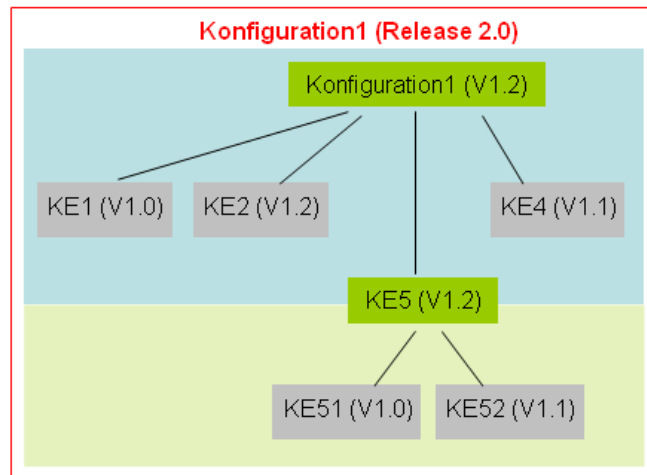 Konfiguration1 (Release 2.0)
Konfiguration1 (V1.2)
KE1 (V1.0)
KE2 (V1.2)
KE4 (V1.1)
KE5 (V1.2)
KE51 (V1.0)
KE52 (V1.1)